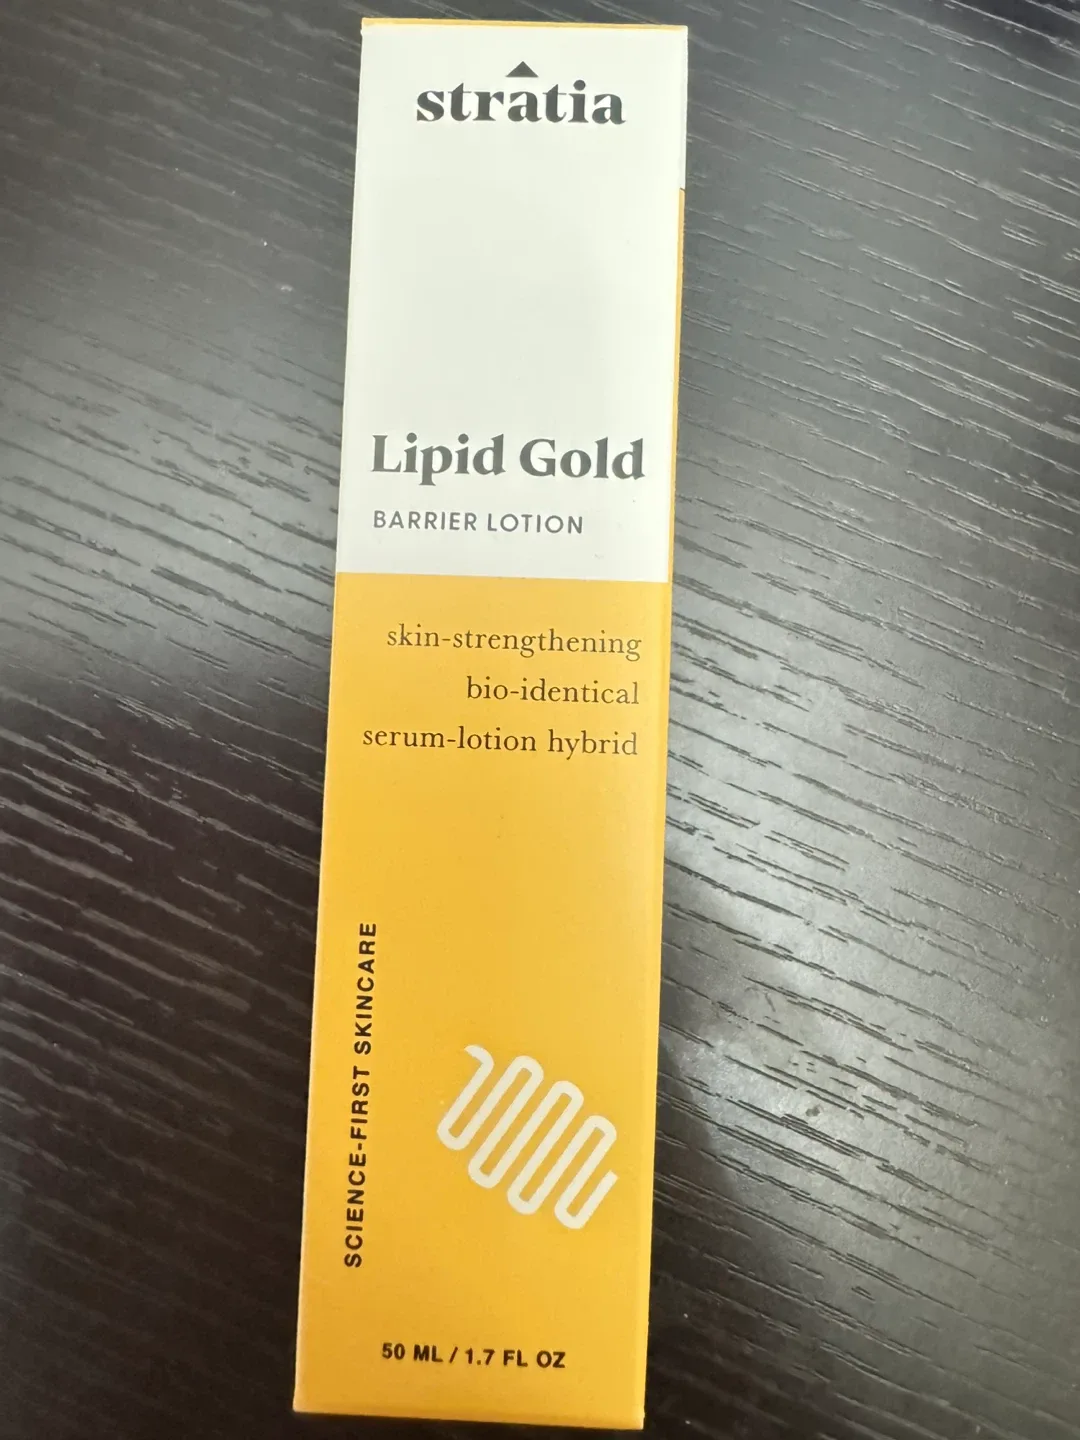 stratia
Lipid Gold
BARRIER LOTION
skin-strengthening
bio-identical
serum-lotion hybrid
SCIENCE-FIRST SKINCARE
50 ML / 1.7 FL OZ